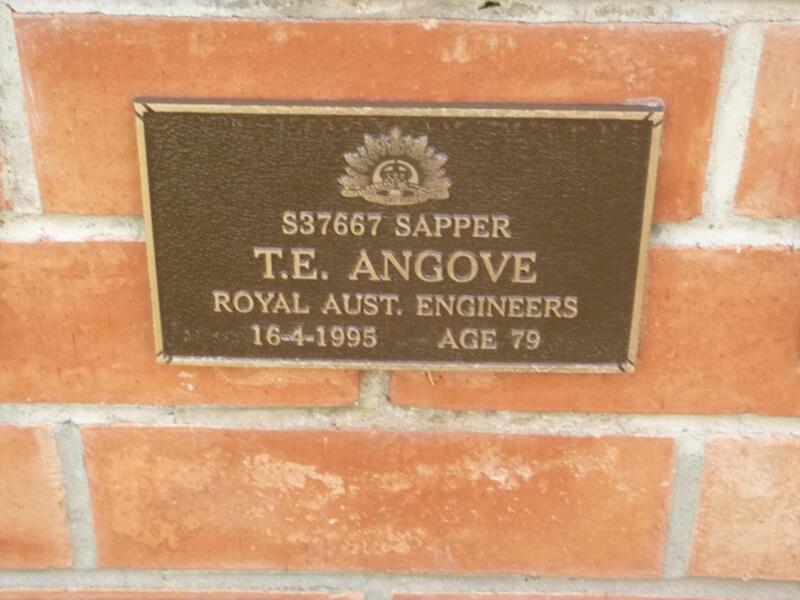 S37667 SAPPER
T.E. ANGOVE
ROYAL AUST. ENGINEERS
16-4-1995 AGE 79